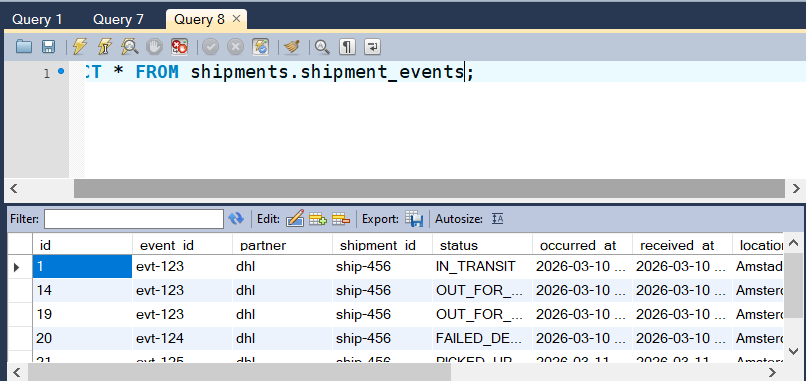 Query 1 Query 7 Query 8
1 CT * FROM shipments.shipment_events;
Filter: Edit: Export: Autosize:
id event_id partner shipment_id status occurred_at received_at location
1 evt-123 dhl ship-456 IN_TRANSIT 2026-03-10 ... 2026-03-10 ... Amstad
14 evt-123 dhl ship-456 OUT_FOR_... 2026-03-10 ... 2026-03-10 ... Amsterd
19 evt-123 dhl ship-456 OUT_FOR_... 2026-03-10 ... 2026-03-10 ... Amsterd
20 evt-124 dhl ship-456 FAILED_DE... 2026-03-10 ... 2026-03-10 ... Amsterd
21 evt-125 dhl ship-456 PICKED_UP 2026-03-11 2026-03-11 Amsterd